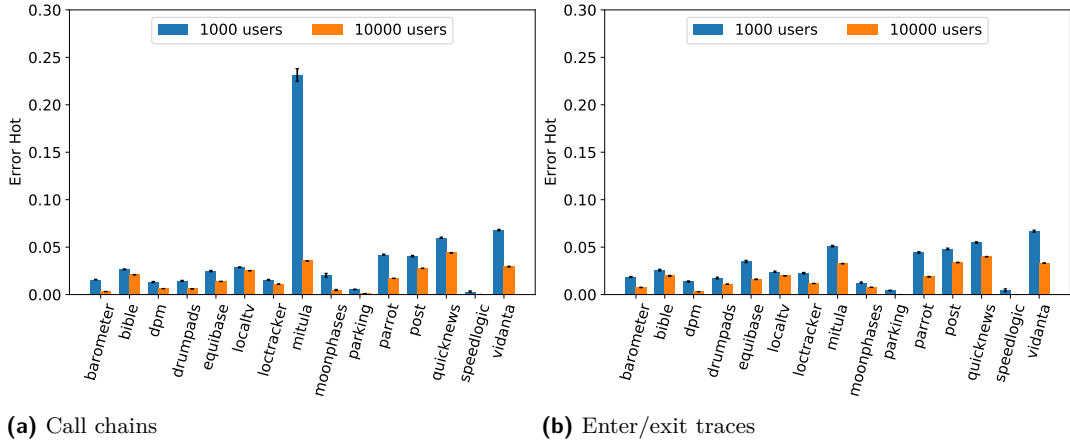 0.30
0.25
0.20
0.15
0.10
0.05
0.00
Error Hot
1000 users
10000 users
barometer
bible
dpm
drumpads
equibase
localtv
loctracker
mitula
moonphases
parking
parrot
post
quicknews
speedlogic
vidanta
(a) Call chains
0.30
0.25
0.20
0.15
0.10
0.05
0.00
Error Hot
1000 users
10000 users
barometer
bible
dpm
drumpads
equibase
localtv
loctracker
mitula
moonphases
parking
parrot
post
quicknews
speedlogic
vidanta
(b) Enter/exit traces